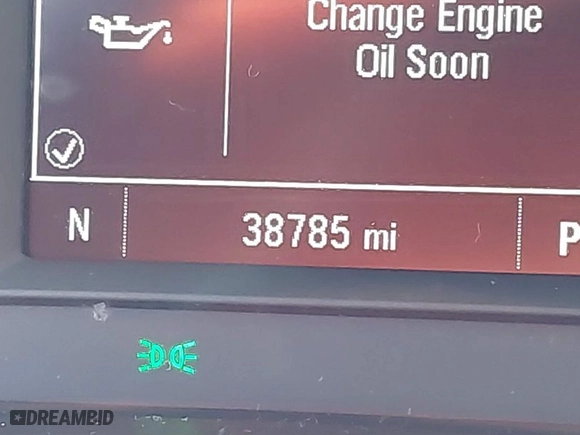 Change Engine
Oil Soon
N
38785 mi
P
DREAMBID